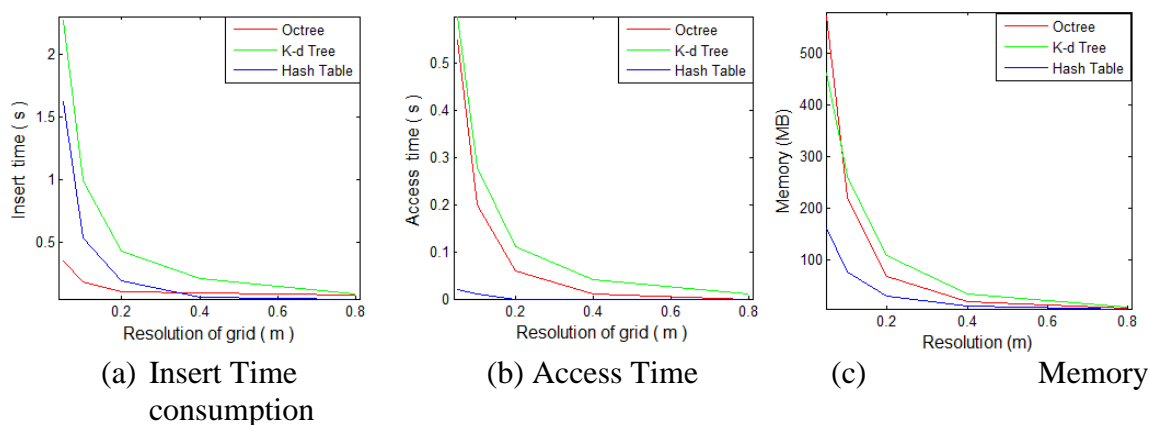 Octree
K-d Tree
Hash Table
2
1.5
1
0.5
Insert time ( s )
0.2 0.4 0.6 0.8
Resolution of grid ( m )
(a) Insert Time
consumption
Octree
K-d Tree
Hash Table
0.5
0.4
0.3
0.2
0.1
0
Access time ( s )
0.2 0.4 0.6 0.8
Resolution of grid ( m )
(b) Access Time
Octree
K-d Tree
Hash Table
500
400
300
200
100
Memory (MB)
0.2 0.4 0.6 0.8
Resolution (m)
(c) Memory